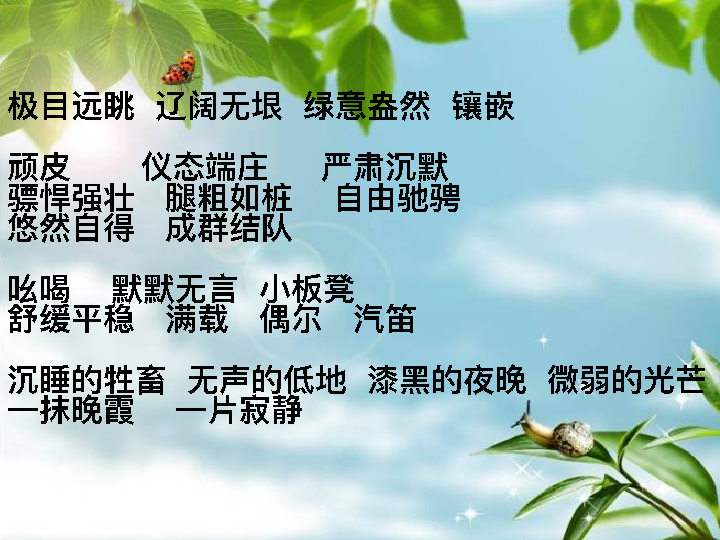 极目远眺 辽阔无垠 绿意盎然 镶嵌
顽皮 仪态端庄 严肃沉默
骠悍强壮 腿粗如桩 自由驰骋
悠然自得 成群结队
吆喝 默默无言 小板凳
舒缓平稳 满载 偶尔 汽笛
沉睡的牲畜 无声的低地 漆黑的夜晚 微弱的光芒
一抹晚霞 一片寂静